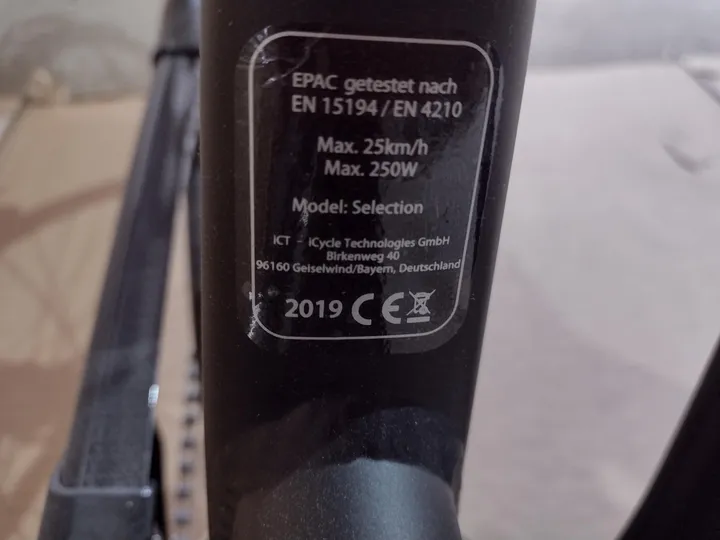 EPAC getestet nach
EN 15194 / EN 4210
Max. 25km/h
Max. 250W
Model: Selection
ICT - iCycle Technologies GmbH
Birkenweg 40
96160 Geiselwind/Bayern, Deutschland
2019 CE